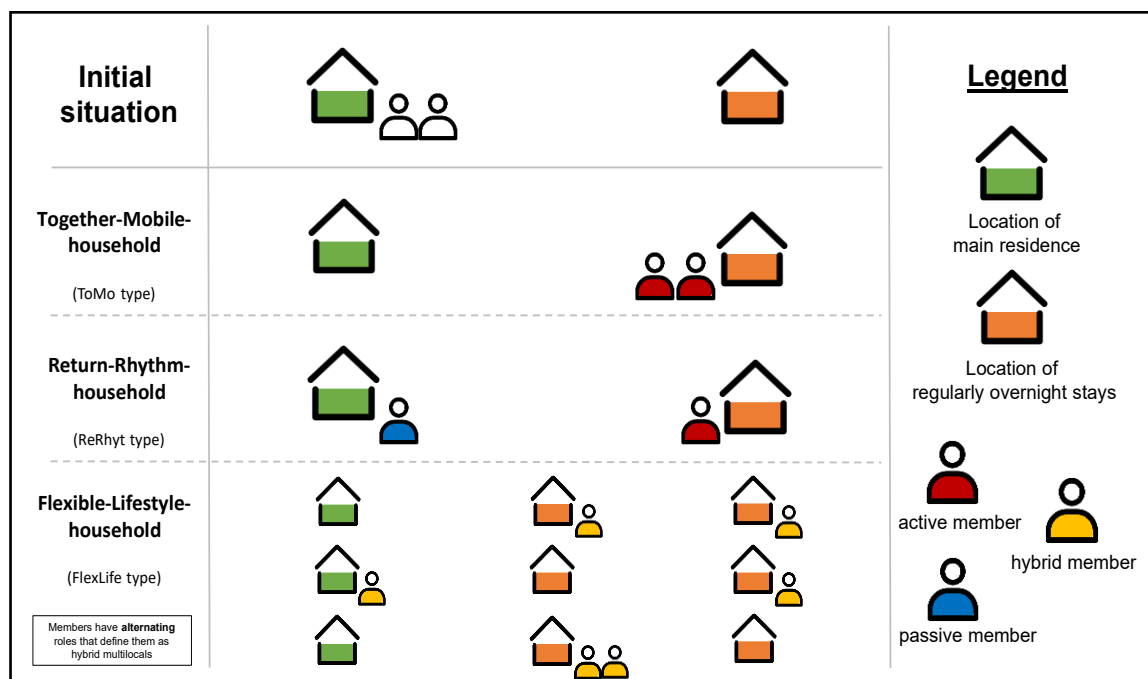 Initial
situation
Together-Mobile-
household
(ToMo type)
Return-Rhythm-
household
(ReRhyt type)
Flexible-Lifestyle-
household
(FlexLife type)
Members have alternating
roles that define them as
hybrid multilocals
Legend
Location of
main residence
Location of
regularly overnight stays
active member
hybrid member
passive member